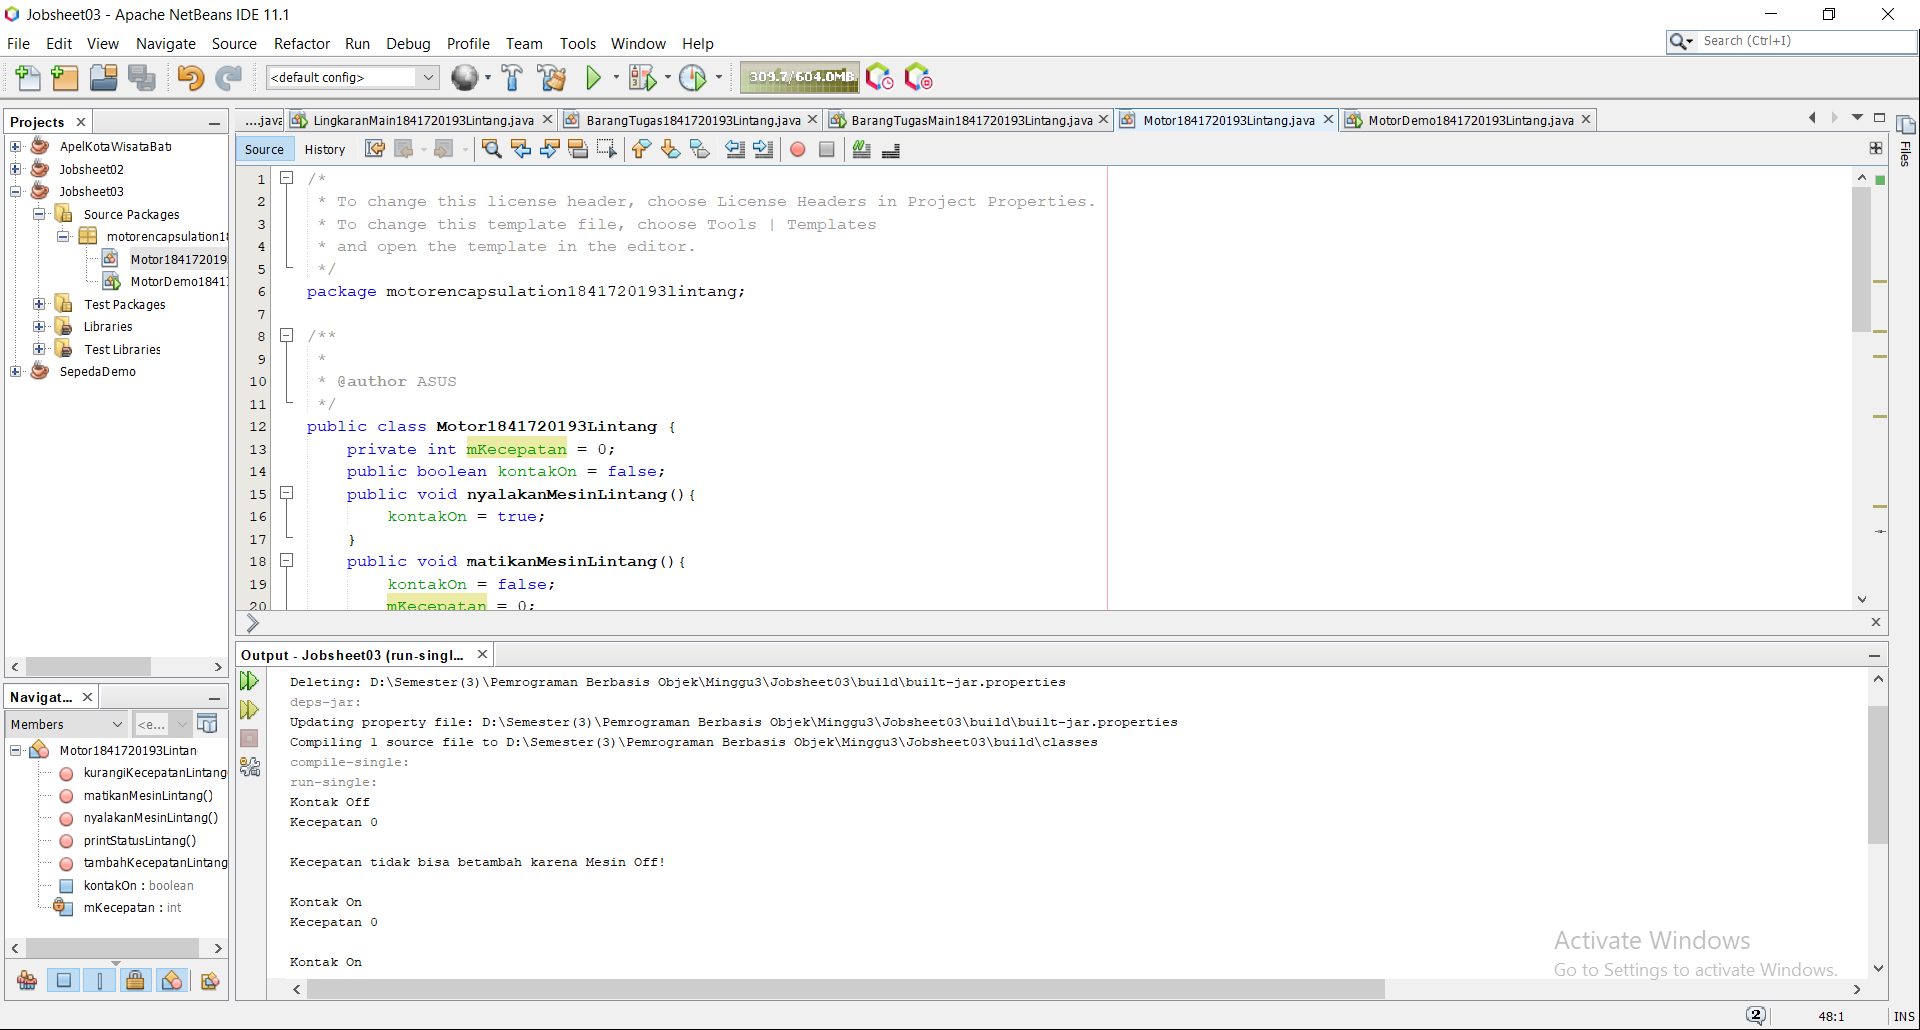 Jobsheet03 - Apache NetBeans IDE 11.1
File Edit View Navigate Source Refactor Run Debug Profile Team Tools Window Help
Search (Ctrl+I)
<default config>
309.7/604.0MB
Projects
ApelKotaWisataBatu
Jobsheet02
Jobsheet03
Source Packages
motorencapsulation18
Motor184172019
MotorDemo1841
Test Packages
Libraries
Test Libraries
SepedaDemo
....java LingkaranMain1841720193Lintang.java BarangTugas1841720193Lintang.java BarangTugasMain1841720193Lintang.java Motor1841720193Lintang.java MotorDemo1841720193Lintang.java
Files
Source History
1 /*
2 * To change this license header, choose License Headers in Project Properties.
3 * To change this template file, choose Tools | Templates
4 * and open the template in the editor.
5 */
6 package motorencapsulation1841720193lintang;
7
8 /**
9 *
10 * @author ASUS
11 */
12 public class Motor1841720193Lintang {
13 private int mKecepatan = 0;
14 public boolean kontakOn = false;
15 public void nyalakanMesinLintang(){
16 kontakOn = true;
17 }
18 public void matikanMesinLintang(){
19 kontakOn = false;
20 mKecepatan = 0;
Navigat...
Members <e...
Motor1841720193Lintan
kurangiKecepatanLintang
matikanMesinLintang()
nyalakanMesinLintang()
printStatusLintang()
tambahKecepatanLintang
kontakOn : boolean
mKecepatan : int
Output - Jobsheet03 (run-singl...
Deleting: D:\Semester(3)\Pemrograman Berbasis Objek\Minggu3\Jobsheet03\build\built-jar.properties
deps-jar:
Updating property file: D:\Semester(3)\Pemrograman Berbasis Objek\Minggu3\Jobsheet03\build\built-jar.properties
Compiling 1 source file to D:\Semester(3)\Pemrograman Berbasis Objek\Minggu3\Jobsheet03\build\classes
compile-single:
run-single:
Kontak Off
Kecepatan 0
Kecepatan tidak bisa betambah karena Mesin Off!
Kontak On
Kecepatan 0
Kontak On
Activate Windows
Go to Settings to activate Windows.
2
48:1 INS